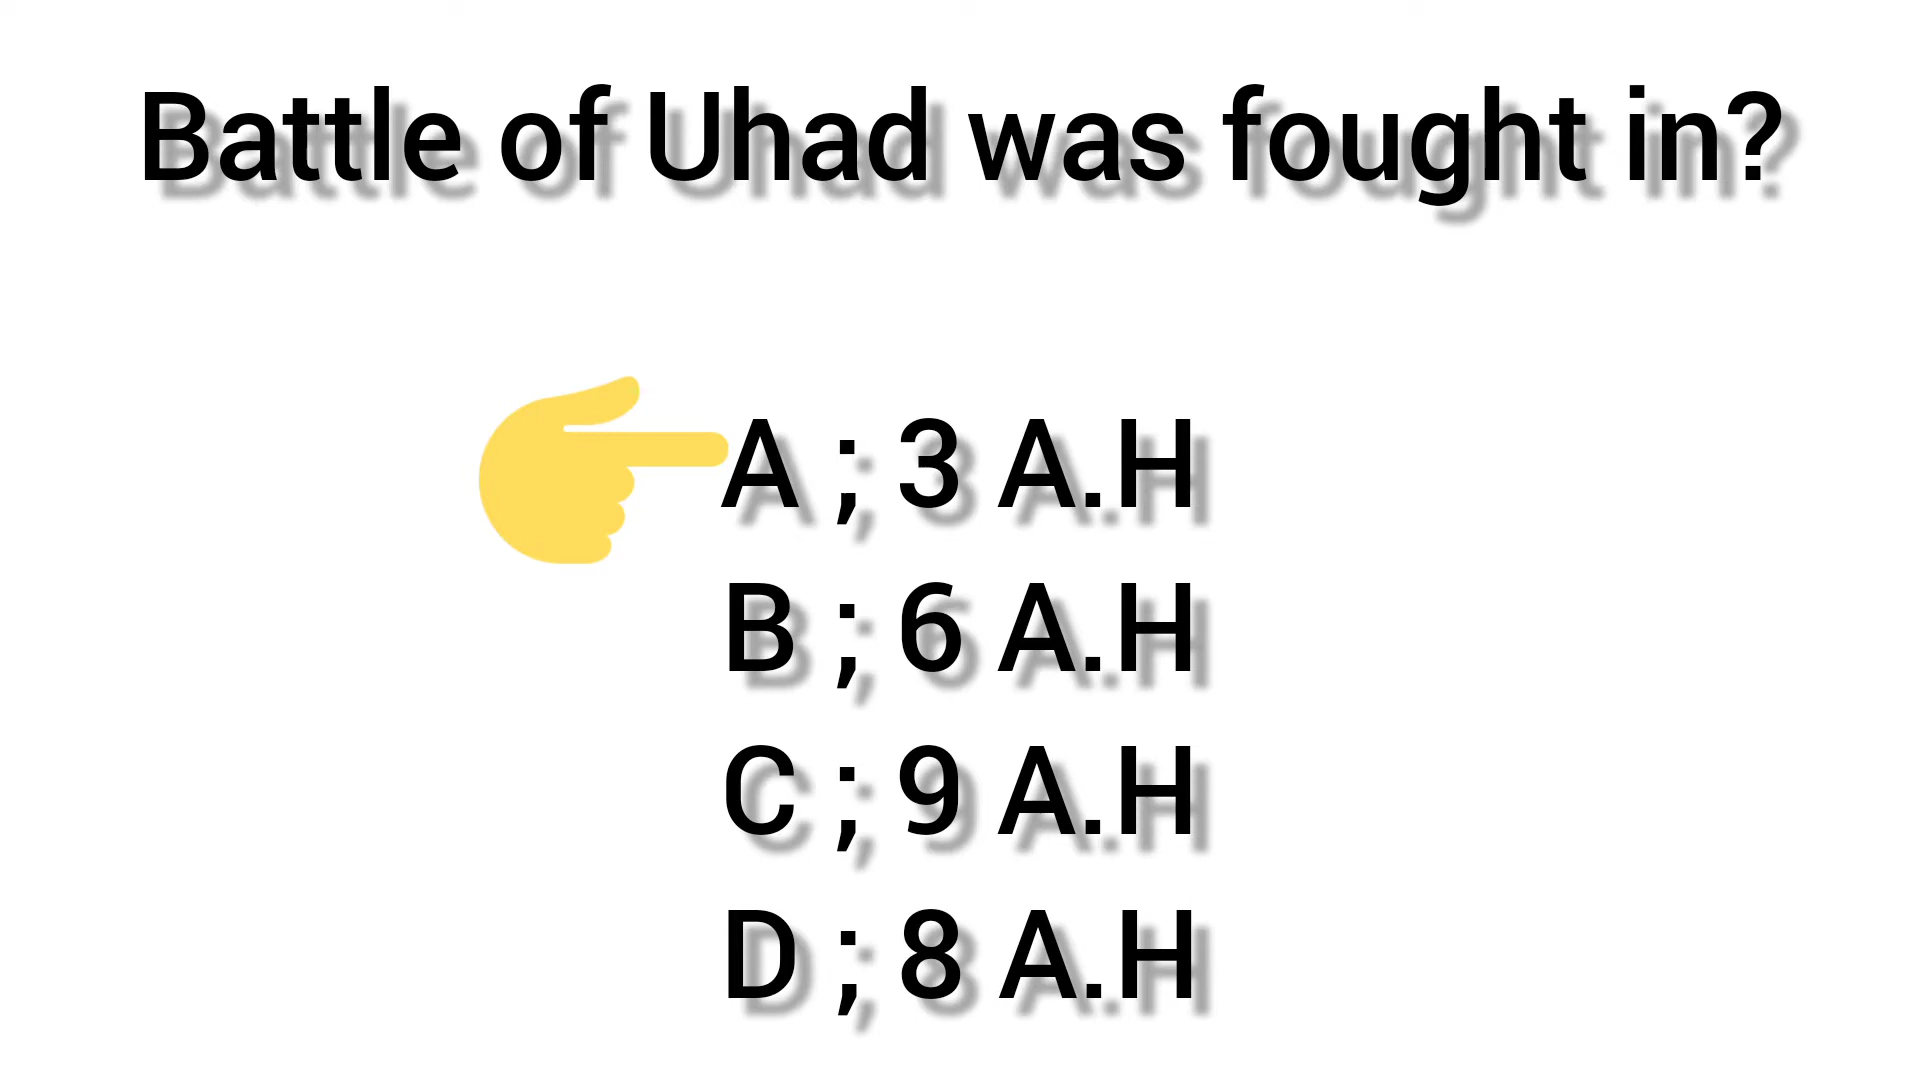 Battle of Uhad was fought in?
A ; 3 A.H
B ; 6 A.H
C ; 9 A.H
D ; 8 A.H